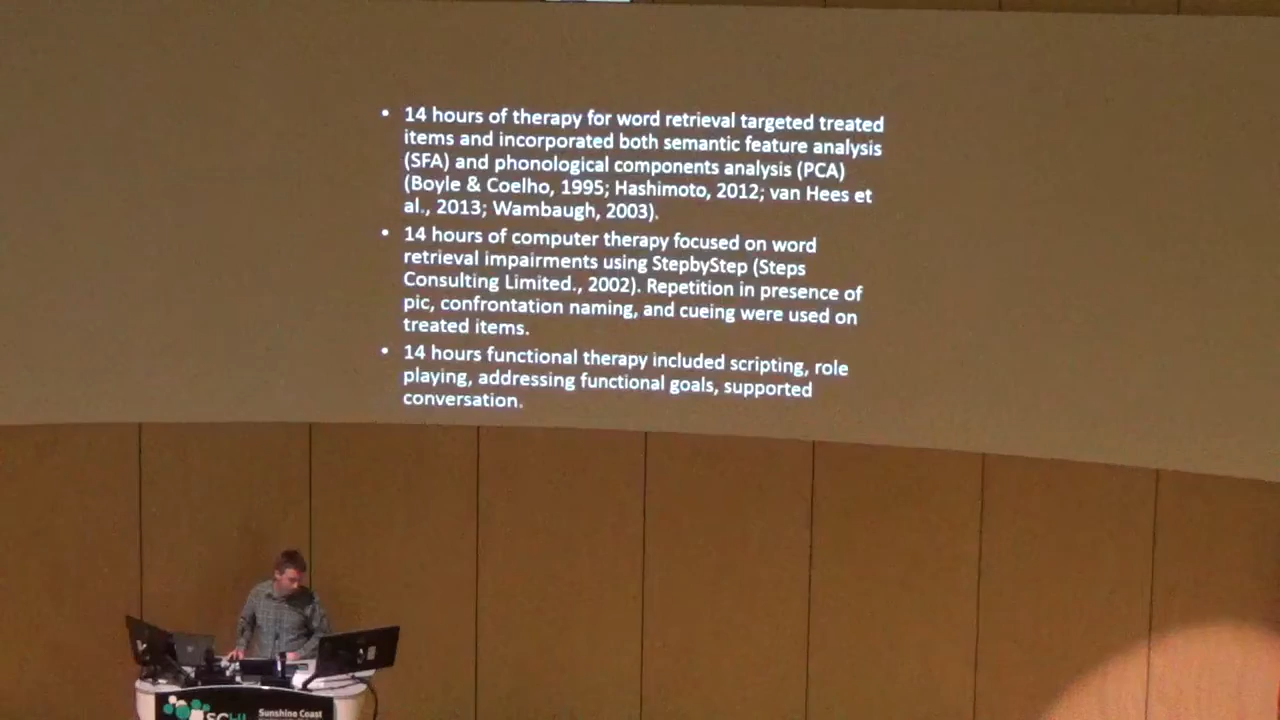 • 14 hours of therapy for word retrieval targeted treated
items and incorporated both semantic feature analysis
(SFA) and phonological components analysis (PCA)
(Boyle & Coelho, 1995; Hashimoto, 2012; van Hees et
al., 2013; Wambaugh, 2003).
• 14 hours of computer therapy focused on word
retrieval impairments using StepbyStep (Steps
Consulting Limited., 2002). Repetition in presence of
pic, confrontation naming, and cueing were used on
treated items.
• 14 hours functional therapy included scripting, role
playing, addressing functional goals, supported
conversation.
SCHI
Sunshine Coast